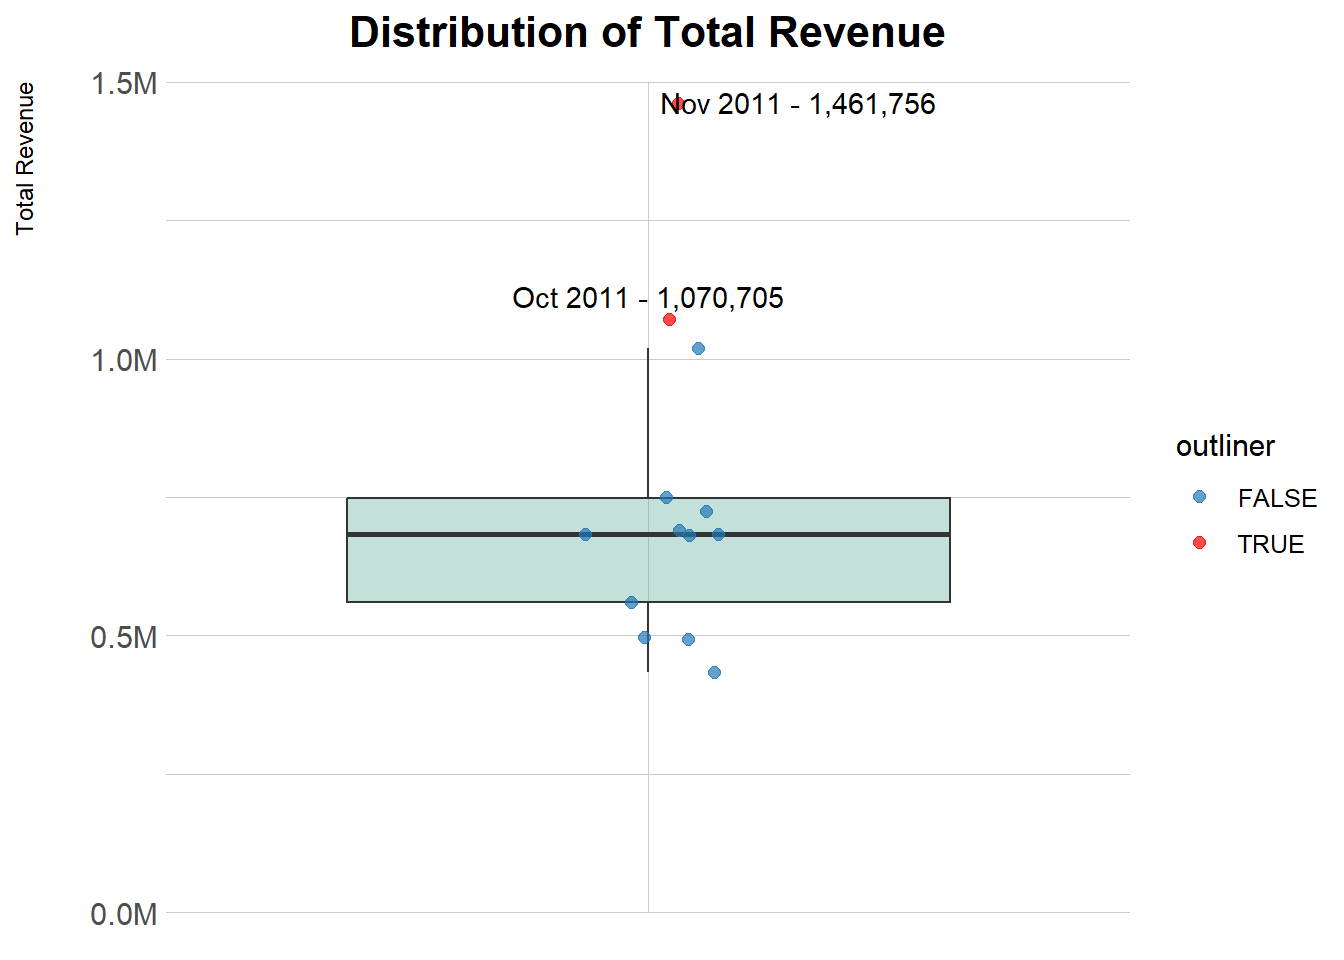 Distribution of Total Revenue
Total Revenue
1.5M
Nov 2011 - 1,461,756
Oct 2011 - 1,070,705
1.0M
0.5M
0.0M
outliner
FALSE
TRUE